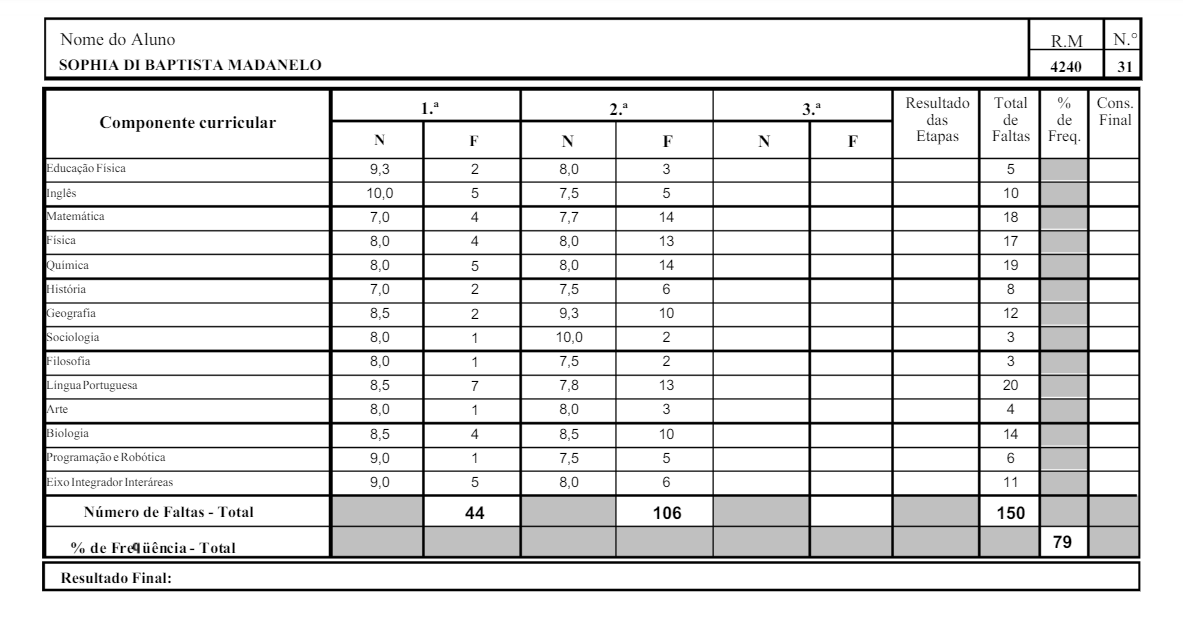 Nome do Aluno R.M N.°
SOPHIA DI BAPTISTA MADANELO 4240 31
Componente curricular 1.ª 2.ª 3.ª Resultado das Etapas Total de Faltas % de Freq. Cons. Final
N F N F N F
Educação Física 9,3 2 8,0 3 5
Inglês 10,0 5 7,5 5 10
Matemática 7,0 4 7,7 14 18
Física 8,0 4 8,0 13 17
Química 8,0 5 8,0 14 19
História 7,0 2 7,5 6 8
Geografia 8,5 2 9,3 10 12
Sociologia 8,0 1 10,0 2 3
Filosofia 8,0 1 7,5 2 3
Língua Portuguesa 8,5 7 7,8 13 20
Arte 8,0 1 8,0 3 4
Biologia 8,5 4 8,5 10 14
Programação e Robótica 9,0 1 7,5 5 6
Eixo Integrador Interáreas 9,0 5 8,0 6 11
Número de Faltas - Total 44 106 150
% de Freqüência - Total 79
Resultado Final: